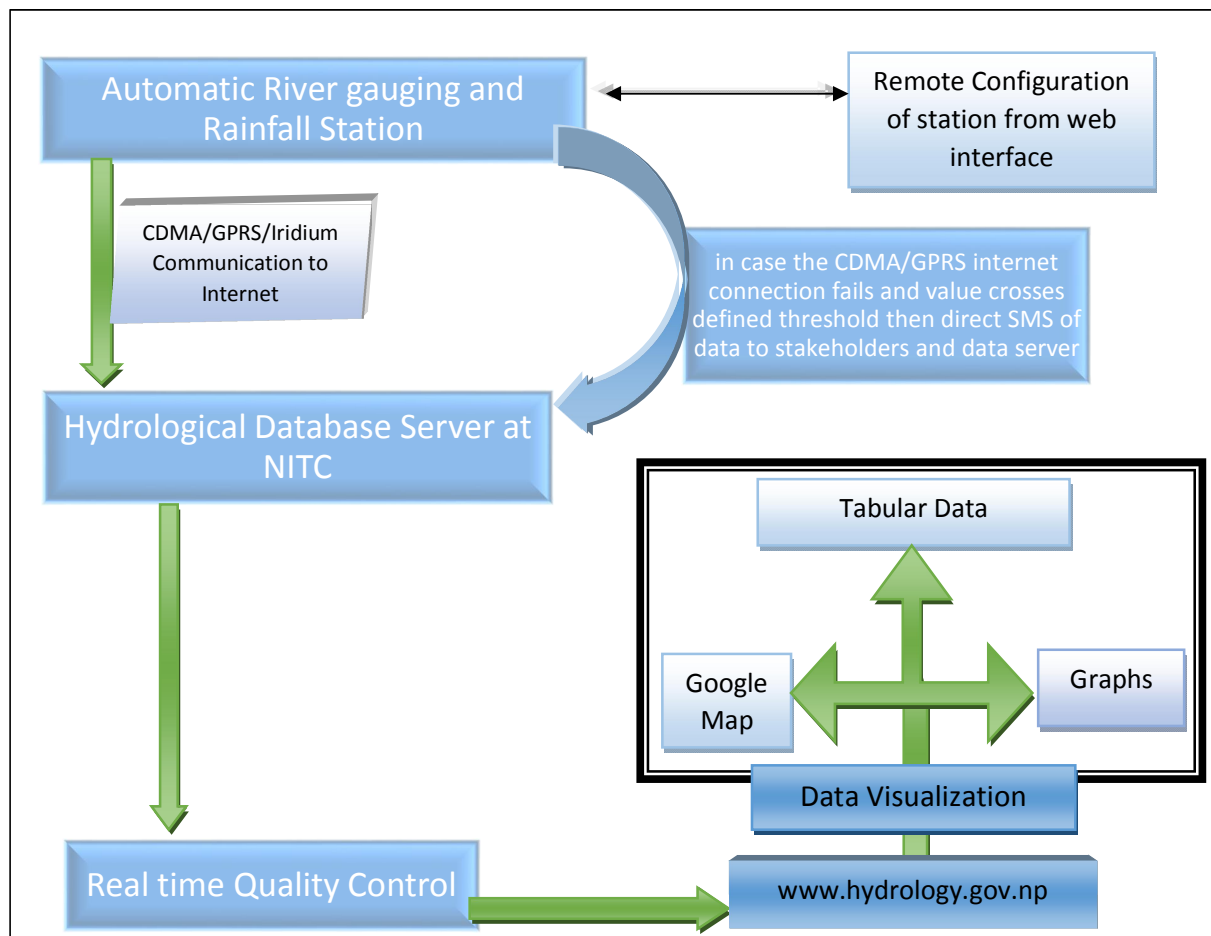 Automatic River gauging and
Rainfall Station
Remote Configuration
of station from web
interface
CDMA/GPRS/Iridium
Communication to
Internet
in case the CDMA/GPRS internet
connection fails and value crosses
defined threshold then direct SMS of
data to stakeholders and data server
Hydrological Database Server at
NITC
Tabular Data
Google
Map
Graphs
Data Visualization
Real time Quality Control
www.hydrology.gov.np